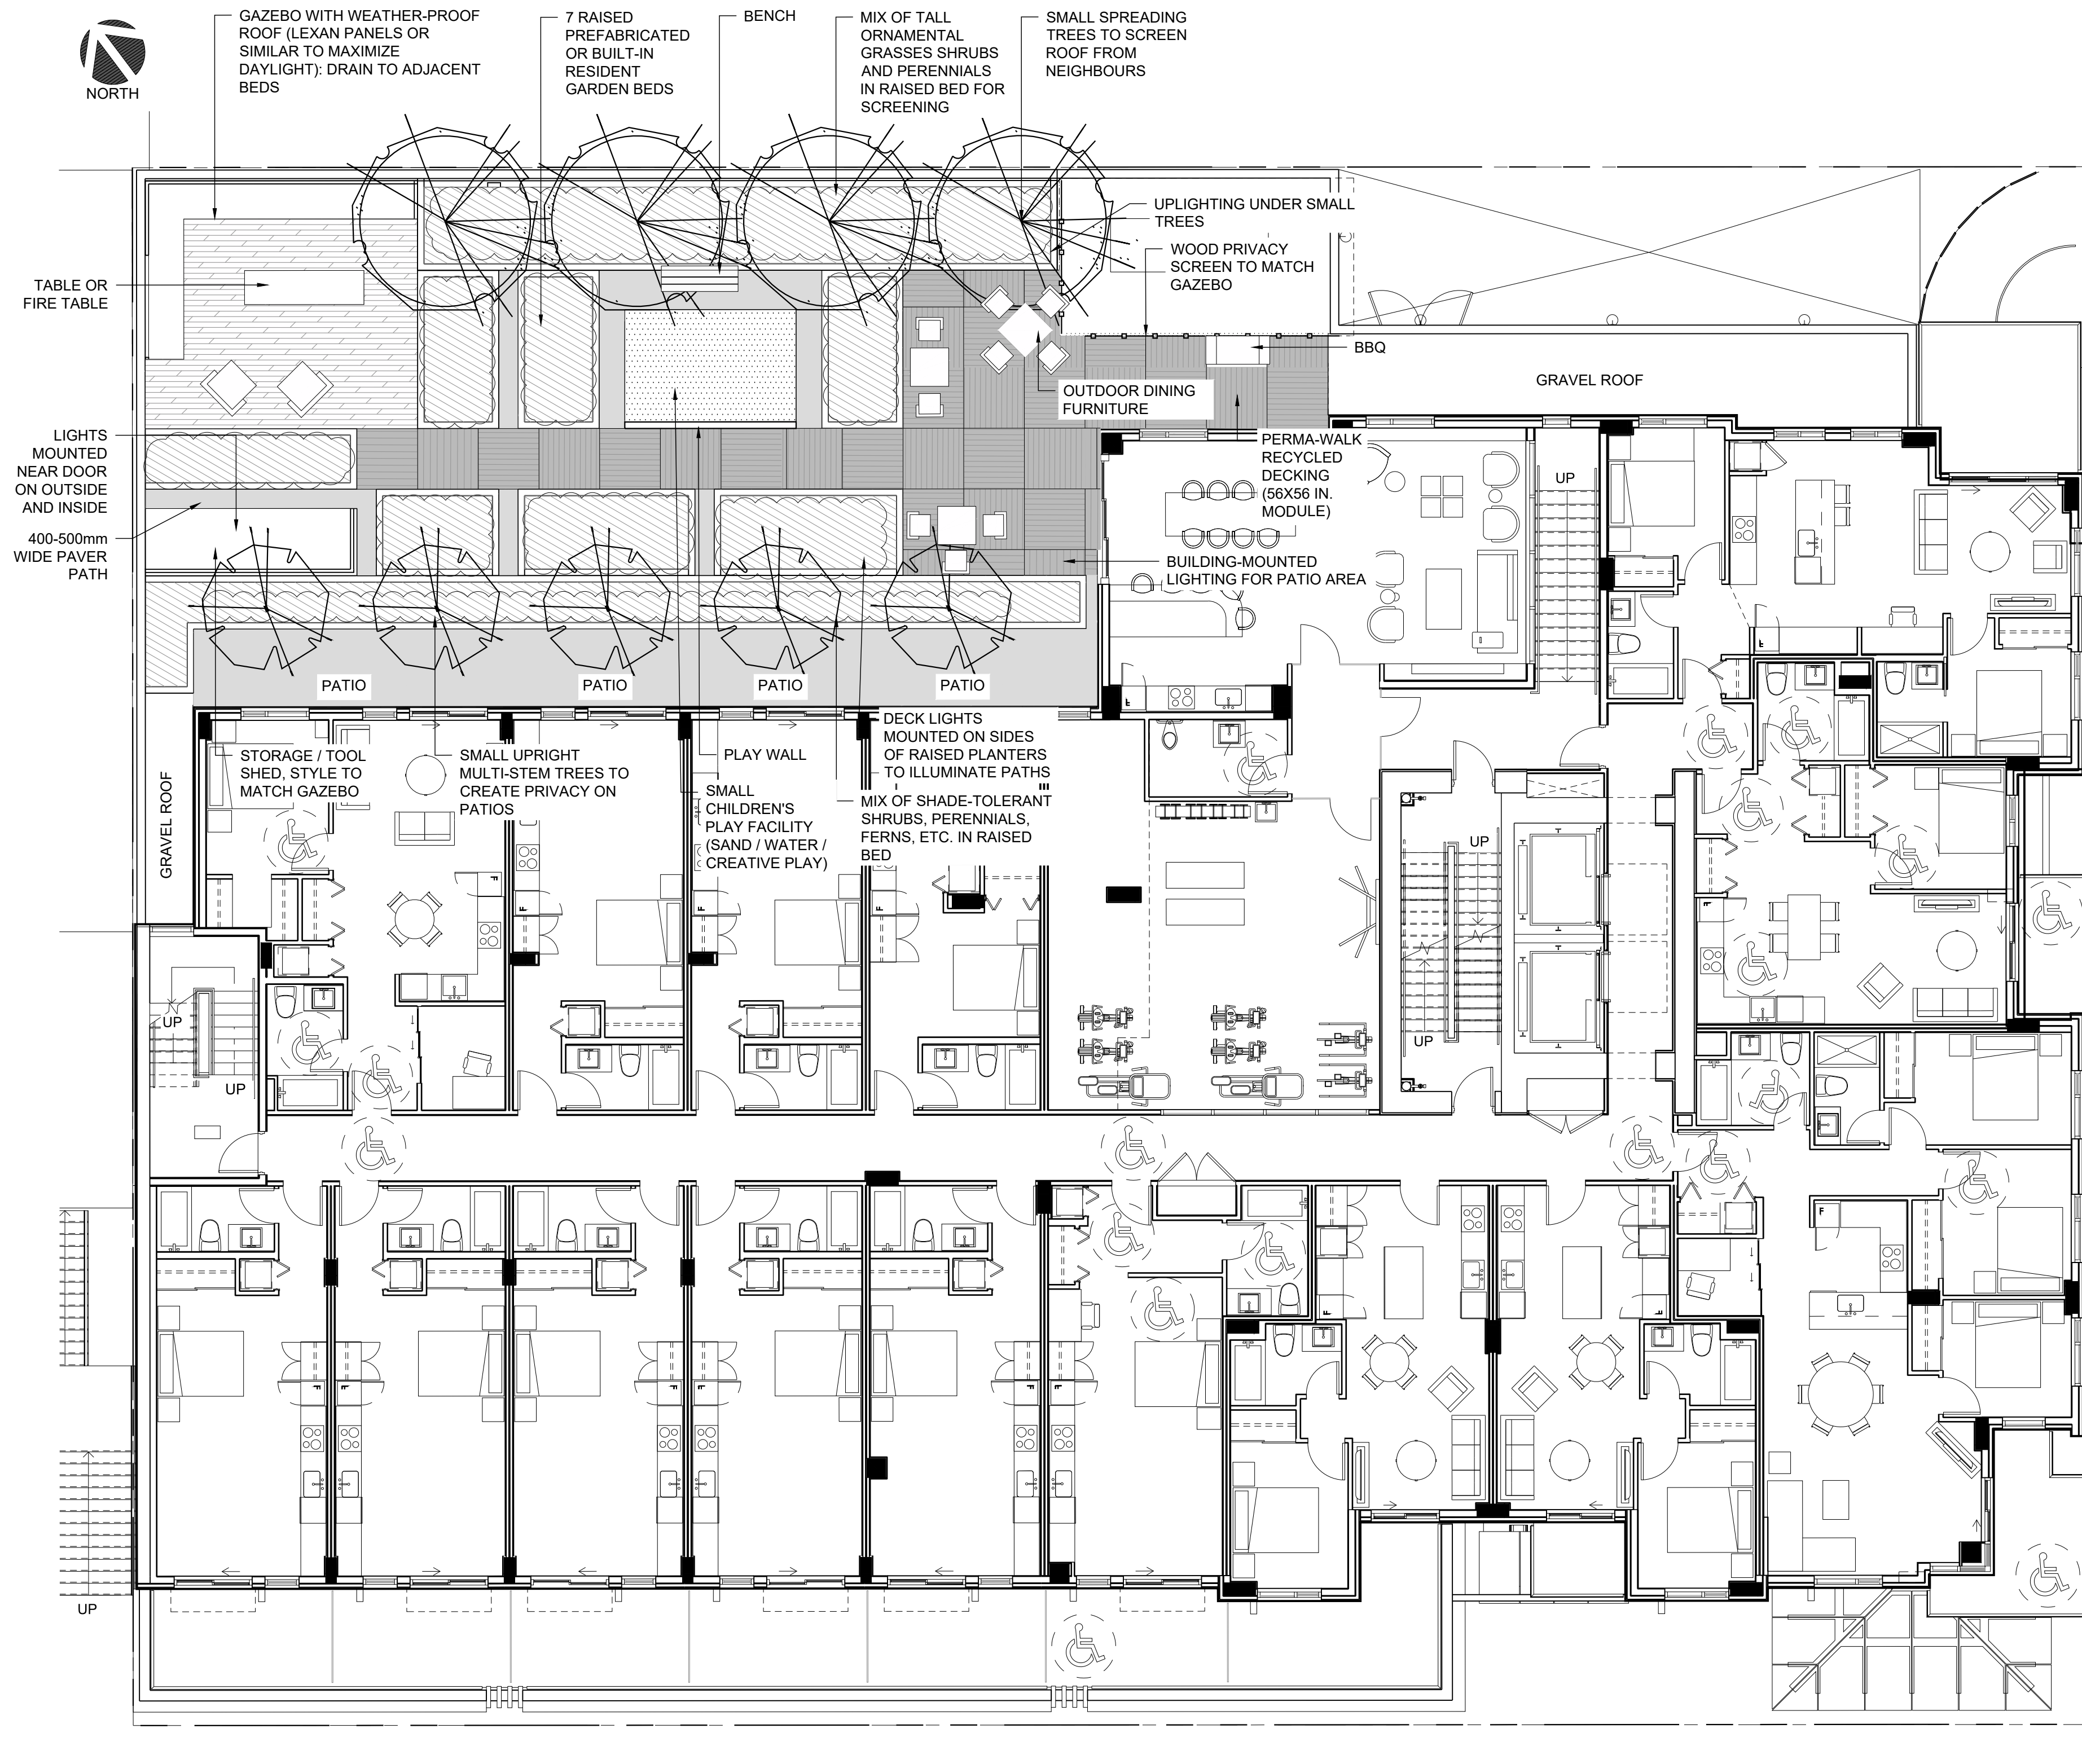 NORTH
GAZEBO WITH WEATHER-PROOF
ROOF (LEXAN PANELS OR
SIMILAR TO MAXIMIZE
DAYLIGHT): DRAIN TO ADJACENT
BEDS
7 RAISED
PREFABRICATED
OR BUILT-IN
RESIDENT
GARDEN BEDS
BENCH
MIX OF TALL
ORNAMENTAL
GRASSES SHRUBS
AND PERENNIALS
IN RAISED BED FOR
SCREENING
SMALL SPREADING
TREES TO SCREEN
ROOF FROM
NEIGHBOURS
UPLIGHTING UNDER SMALL
TREES
WOOD PRIVACY
SCREEN TO MATCH
GAZEBO
TABLE OR
FIRE TABLE
BBQ
GRAVEL ROOF
OUTDOOR DINING
FURNITURE
LIGHTS
MOUNTED
NEAR DOOR
ON OUTSIDE
AND INSIDE
PERMA-WALK
RECYCLED
DECKING
(56X56 IN.
MODULE)
UP
400-500mm
WIDE PAVER
PATH
BUILDING-MOUNTED
LIGHTING FOR PATIO AREA
PATIO
PATIO
PATIO
PATIO
F
F
F
GRAVEL ROOF
STORAGE / TOOL
SHED, STYLE TO
MATCH GAZEBO
SMALL UPRIGHT
MULTI-STEM TREES TO
CREATE PRIVACY ON
PATIOS
PLAY WALL
SMALL
CHILDREN'S
PLAY FACILITY
(SAND / WATER /
CREATIVE PLAY)
DECK LIGHTS
MOUNTED ON SIDES
OF RAISED PLANTERS
TO ILLUMINATE PATHS
MIX OF SHADE-TOLERANT
SHRUBS, PERENNIALS,
FERNS, ETC. IN RAISED
BED
UP
F
F
F
F
F
UP
UP
UP
F
F
F
F
F
F
F
F
F
UP